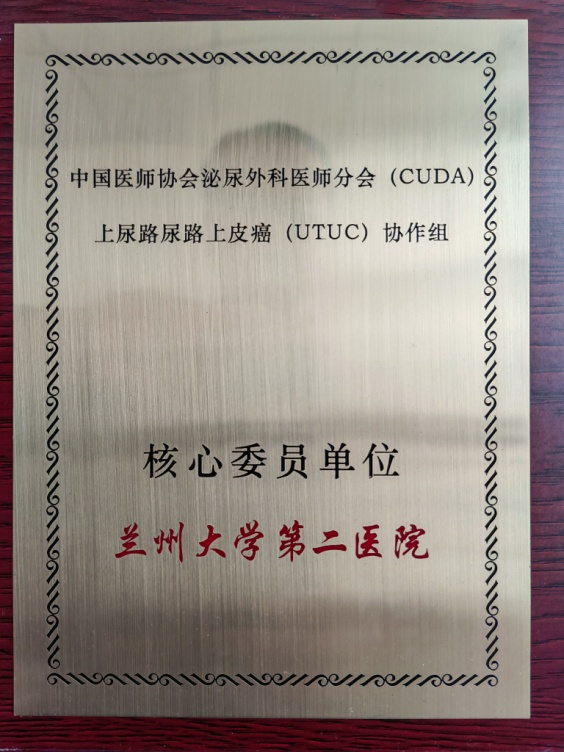 中国医师协会泌尿外科医师分会（CUDA）
上尿路尿路上皮癌（UTUC）协作组
核心委员单位
兰州大学第二医院